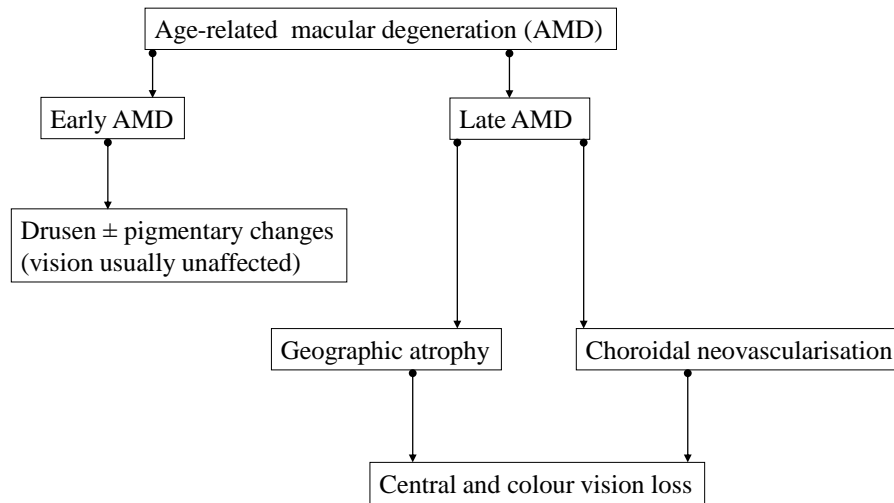 Age-related  macular degeneration (AMD)
Early AMD
Late AMD
Drusen ± pigmentary changes
(vision usually unaffected)
Geographic atrophy
Choroidal neovascularisation
Central and colour vision loss